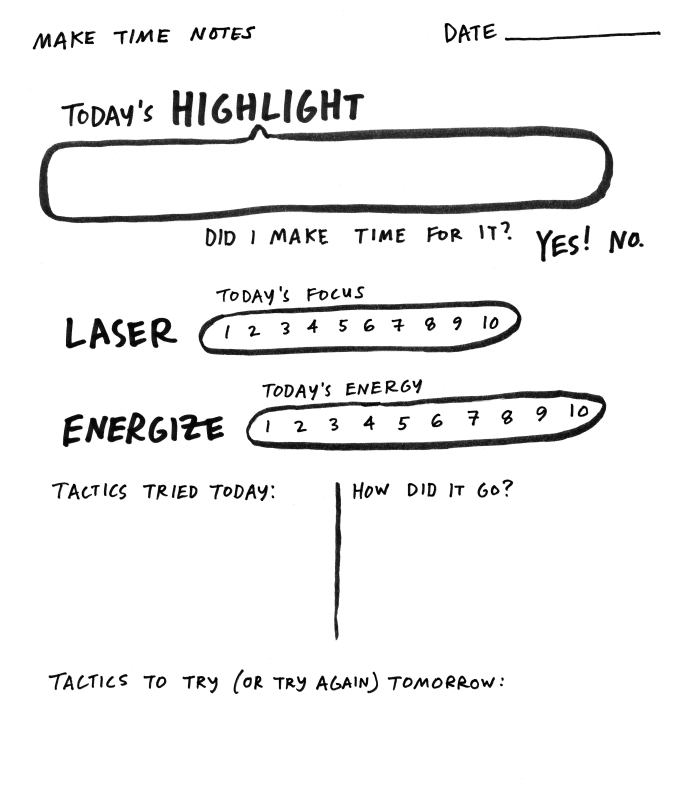 MAKE TIME NOTES DATE
TODAY'S HIGHLIGHT
DID I MAKE TIME FOR IT? YES! NO.
TODAY'S FOCUS
LASER 1 2 3 4 5 6 7 8 9 10
TODAY'S ENERGY
ENERGIZE 1 2 3 4 5 6 7 8 9 10
TACTICS TRIED TODAY: HOW DID IT GO?
TACTICS TO TRY (OR TRY AGAIN) TOMORROW: